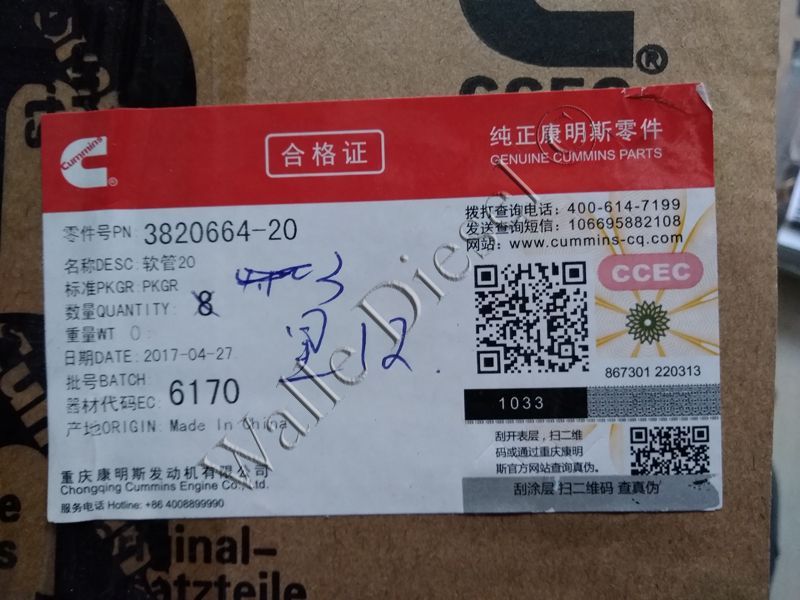 CCEC®
Cummins
®
合格证
纯正康明斯零件
GENUINE CUMMINS PARTS
零件号PN: 3820664-20
名称DESC: 软管20
标准PKGR: PKGR
数量QUANTITY: 8
重量WT 0:
日期DATE: 2017-04-27
批号BATCH:
器材代码EC: 6170
产地ORIGIN: Made In China
3
12.
重庆康明斯发动机有限公司
Chongqing Cummins Engine Co., Ltd.
服务电话 Hotline: +86 4008899990
拨打查询电话: 400-614-7199
发送查询短信: 106695882108
网站: www.cummins-cq.com
CCEC
867301 220313
1033
刮开表层，扫二维
码或通过重庆康明
斯官方网站查询真伪。
刮涂层 扫二维码 查真伪
Walle Diesel ©
ginal-
atzteile